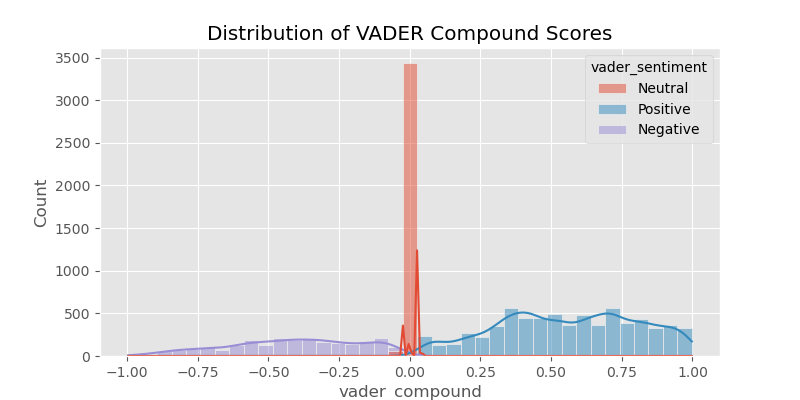 Distribution of VADER Compound Scores
3500
3000
2500
2000
1500
1000
500
0
Count
vader_sentiment
Neutral
Positive
Negative
−1.00 −0.75 −0.50 −0.25 0.00 0.25 0.50 0.75 1.00
vader_compound